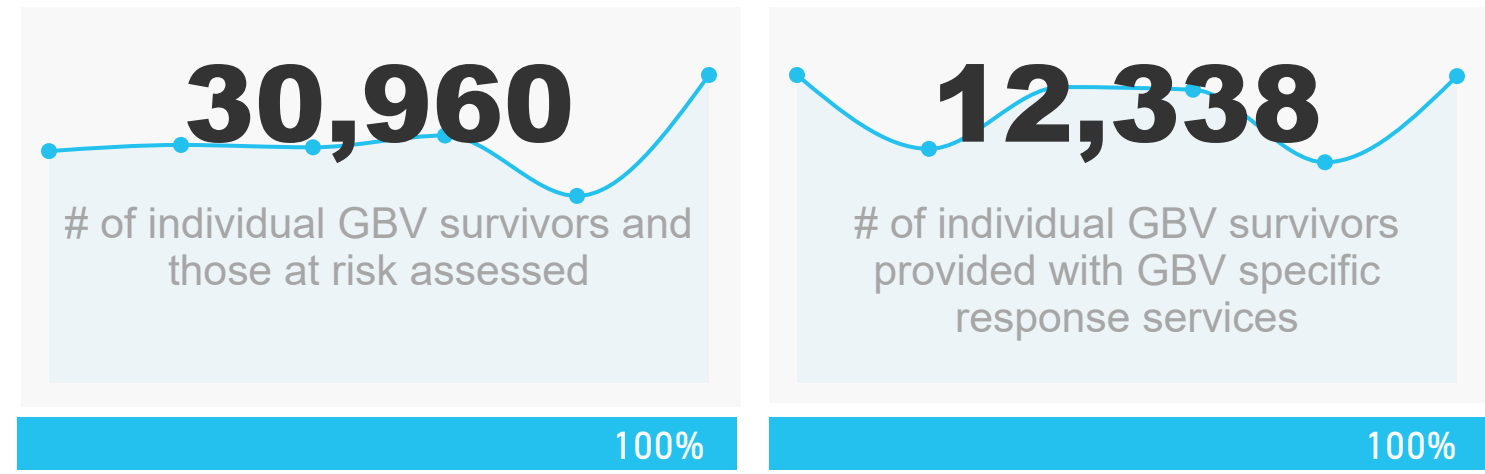 30,960
# of individual GBV survivors and
those at risk assessed
100%
12,338
# of individual GBV survivors
provided with GBV specific
response services
100%